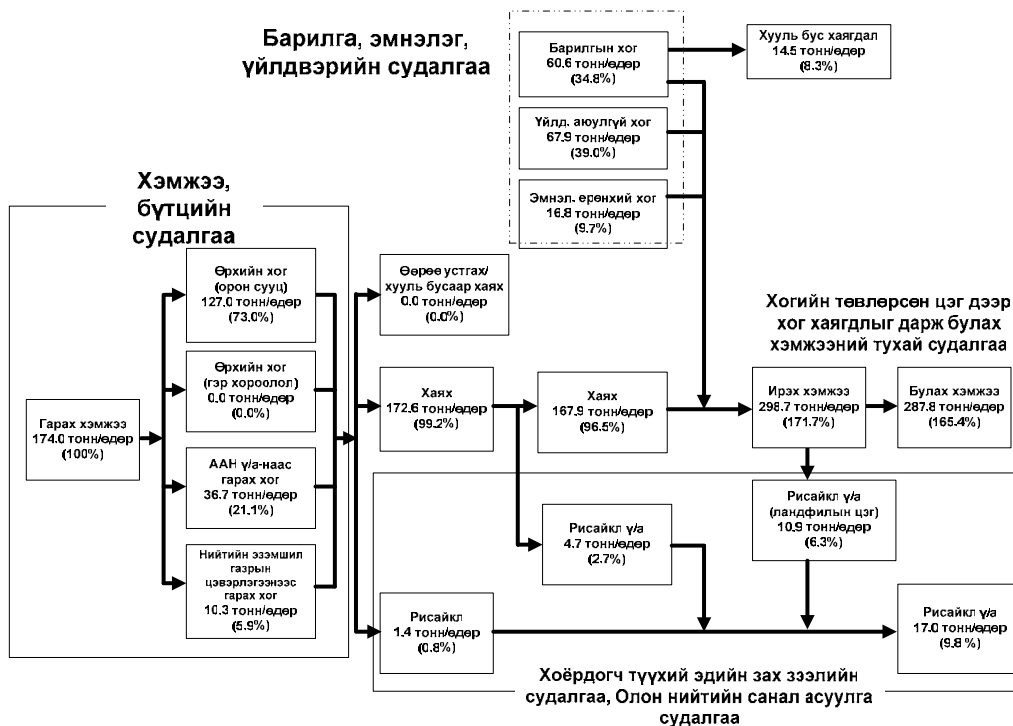 Барилга, эмнэлэг,
үйлдвэрийн судалгаа
Барилгын хог
60.6 тонн/өдөр
(34.8%)
Хууль бус хаягдал
14.5 тонн/өдөр
(8.3%)
Үйлд. аюулгүй хог
67.9 тонн/өдөр
(39.0%)
Эмнэл. ерөнхий хог
16.8 тонн/өдөр
(9.7%)
Хэмжээ,
бүтцийн
судалгаа
Өрхийн хог
(орон сууц)
127.0 тонн/өдөр
(73.0%)
Өөрөө устгах/
хууль бусаар хаях
0.0 тонн/өдөр
(0.0%)
Хогийн төвлөрсөн цэг дээр
хог хаягдлыг дарж булах
хэмжээний тухай судалгаа
Өрхийн хог
(гэр хороолол)
0.0 тонн/өдөр
(0.0%)
Хаях
172.6 тонн/өдөр
(99.2%)
Хаях
167.9 тонн/өдөр
(96.5%)
Ирэх хэмжээ
298.7 тонн/өдөр
(171.7%)
Булах хэмжээ
287.8 тонн/өдөр
(165.4%)
Гарах хэмжээ
174.0 тонн/өдөр
(100%)
ААН ү/а-наас
гарах хог
36.7 тонн/өдөр
(21.1%)
Рисайкл ү/а
4.7 тонн/өдөр
(2.7%)
Рисайкл ү/а
(ландфилын цэг)
10.9 тонн/өдөр
(6.3%)
Нийтийн эзэмшил
газрын
цэвэрлэгээнээс
гарах хог
10.3 тонн/өдөр
(5.9%)
Рисайкл
1.4 тонн/өдөр
(0.8%)
Рисайкл ү/а
17.0 тонн/өдөр
(9.8%)
Хоёрдогч түүхий эдийн зах зээлийн
судалгаа, Олон нийтийн санал асуулга
судалгаа